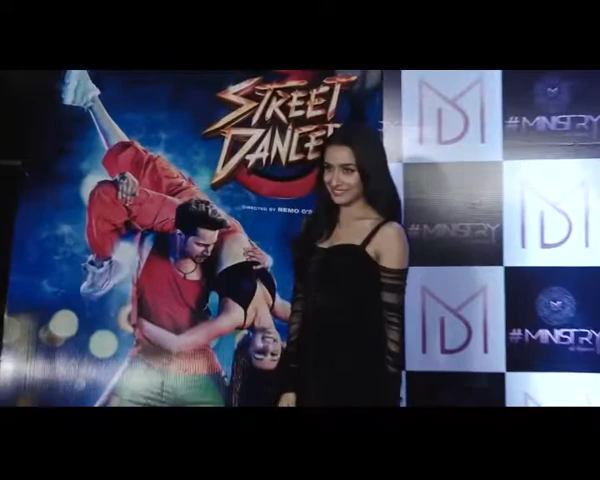 STREET
DANCER
DIRECTED BY REMO D'S
#MINISTRY
#MINISTRY
#MINISTRY